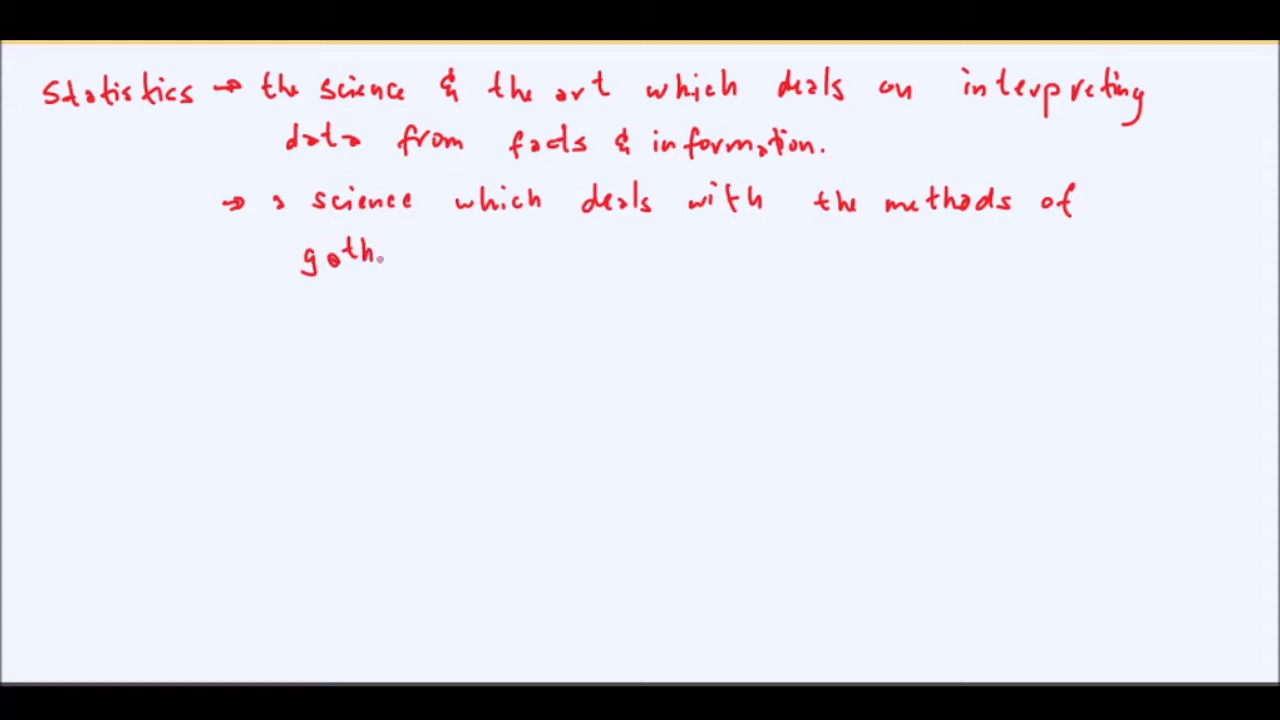 Statistics → the science & the art which deals on interpreting
data from facts & information.
→ a science which deals with the methods of
gath